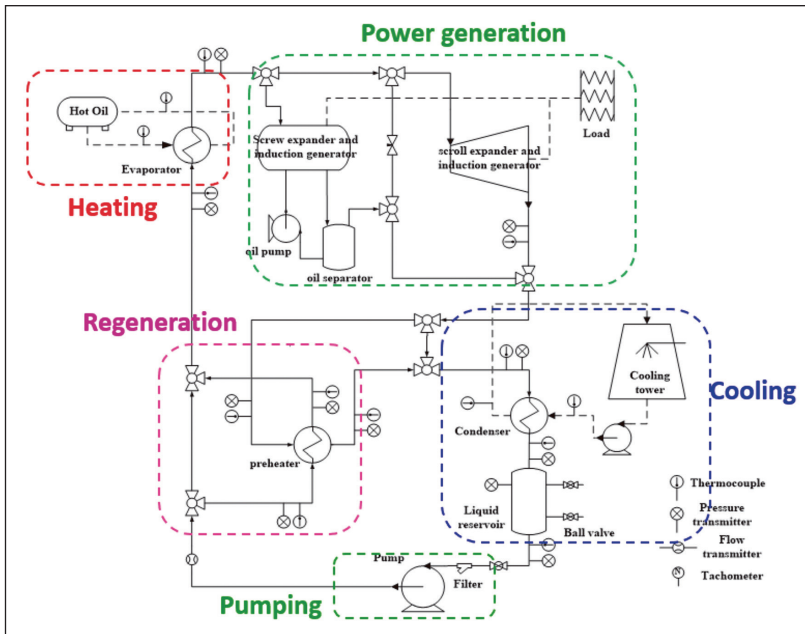 Power generation
Hot Oil
Evaporator
Heating
Screw expander and
induction generator
scroll expander and
induction generator
Load
oil pump
oil separator
Regeneration
preheater
Cooling
tower
Cooling
Condenser
Liquid
reservoir
Ball valve
Thermocouple
Pressure
transmitter
Flow
transmitter
N
Tachometer
Pump
Filter
Pumping